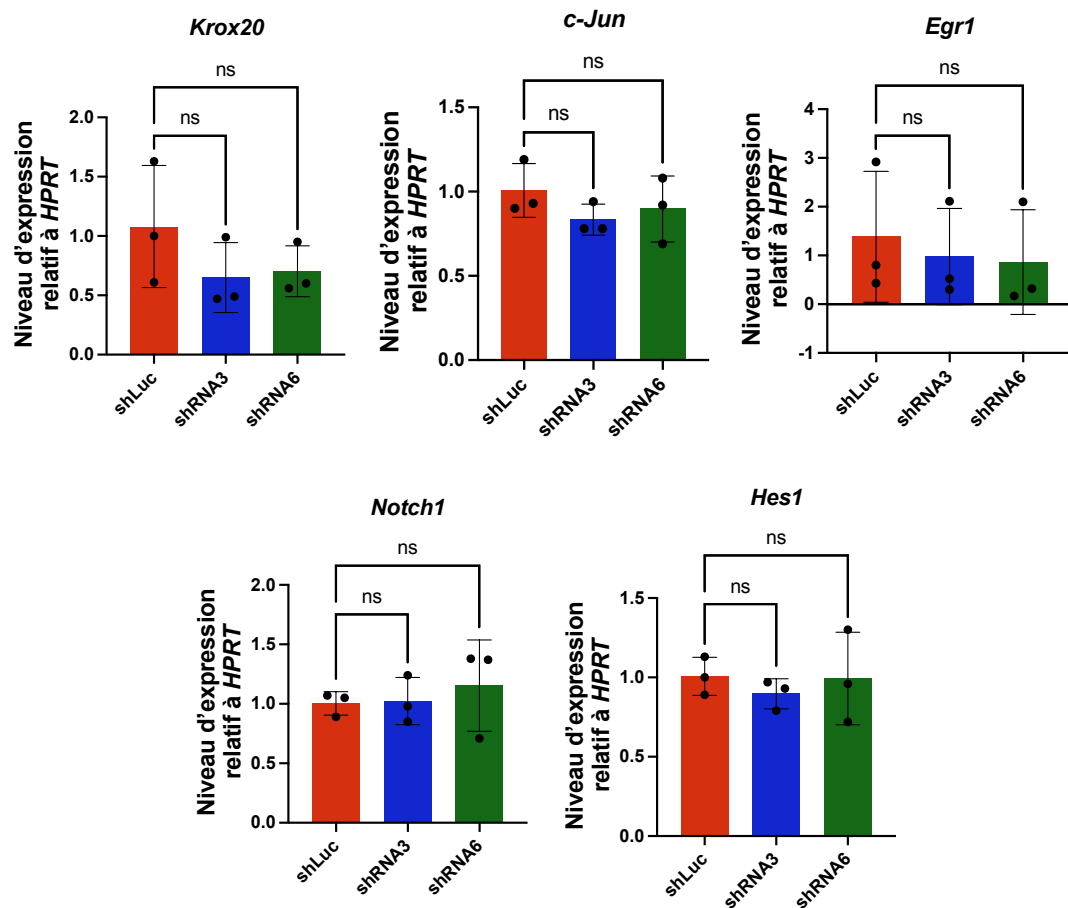 Krox20
ns
ns
Niveau d'expression
relatif à HPRT
2.0
1.5
1.0
0.5
0.0
shLuc
shRNA3
shRNA6
c-Jun
ns
ns
Niveau d'expression
relatif à HPRT
1.5
1.0
0.5
0.0
shLuc
shRNA3
shRNA6
Egr1
ns
ns
Niveau d'expression
relatif à HPRT
4
3
2
1
0
-1
shLuc
shRNA3
shRNA6
Notch1
ns
ns
Niveau d'expression
relatif à HPRT
2.0
1.5
1.0
0.5
0.0
shLuc
shRNA3
shRNA6
Hes1
ns
ns
Niveau d'expression
relatif à HPRT
1.5
1.0
0.5
0.0
shLuc
shRNA3
shRNA6